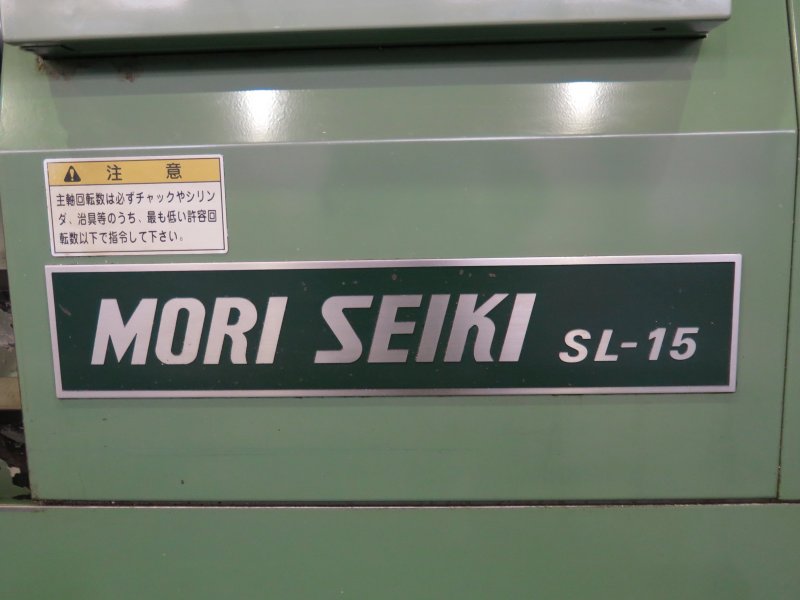 注意
主軸回転数は必ずチャックやシリン
ダ、治具等のうち、最も低い許容回
転数以下で指令して下さい。
MORI SEIKI SL-15